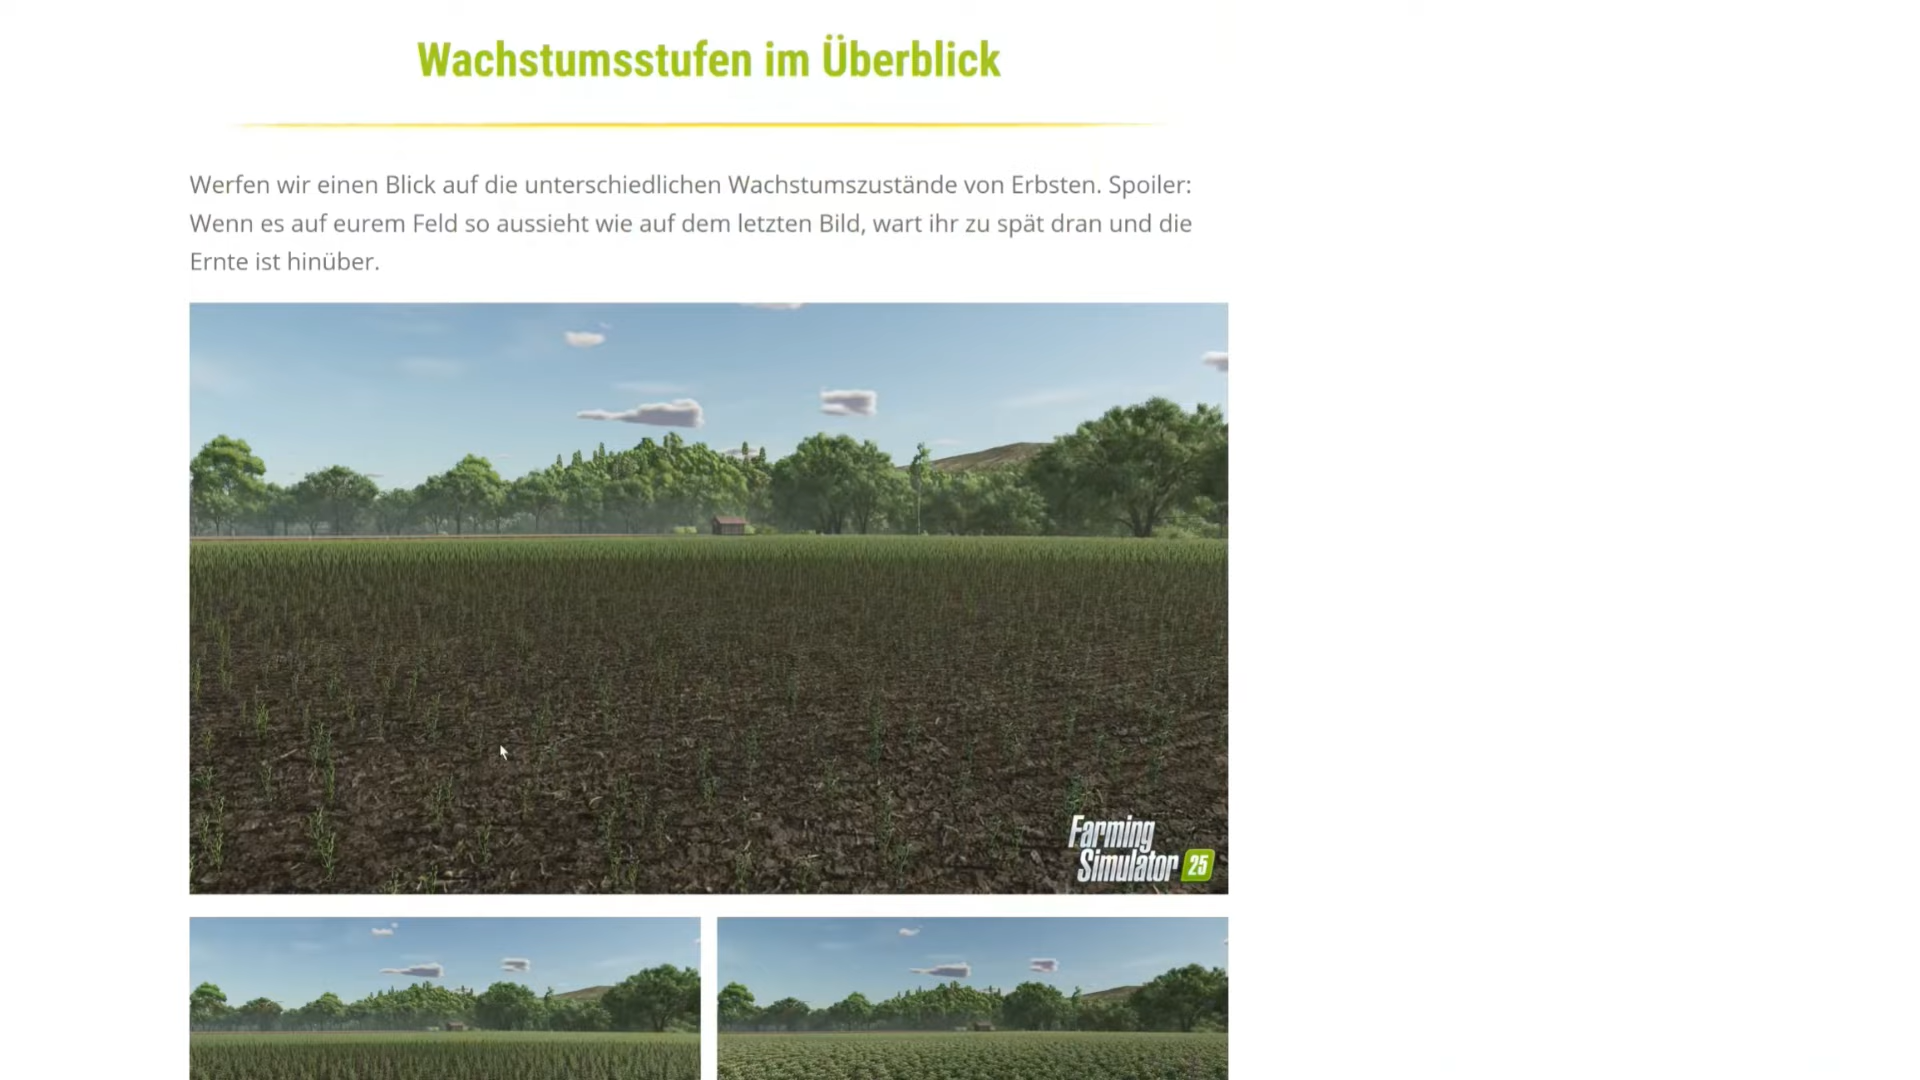 Wachstumsstufen im Überblick
Werfen wir einen Blick auf die unterschiedlichen Wachstumszustände von Erbsten. Spoiler:
Wenn es auf eurem Feld so aussieht wie auf dem letzten Bild, wart ihr zu spät dran und die
Ernte ist hinüber.
Farming
Simulator 25